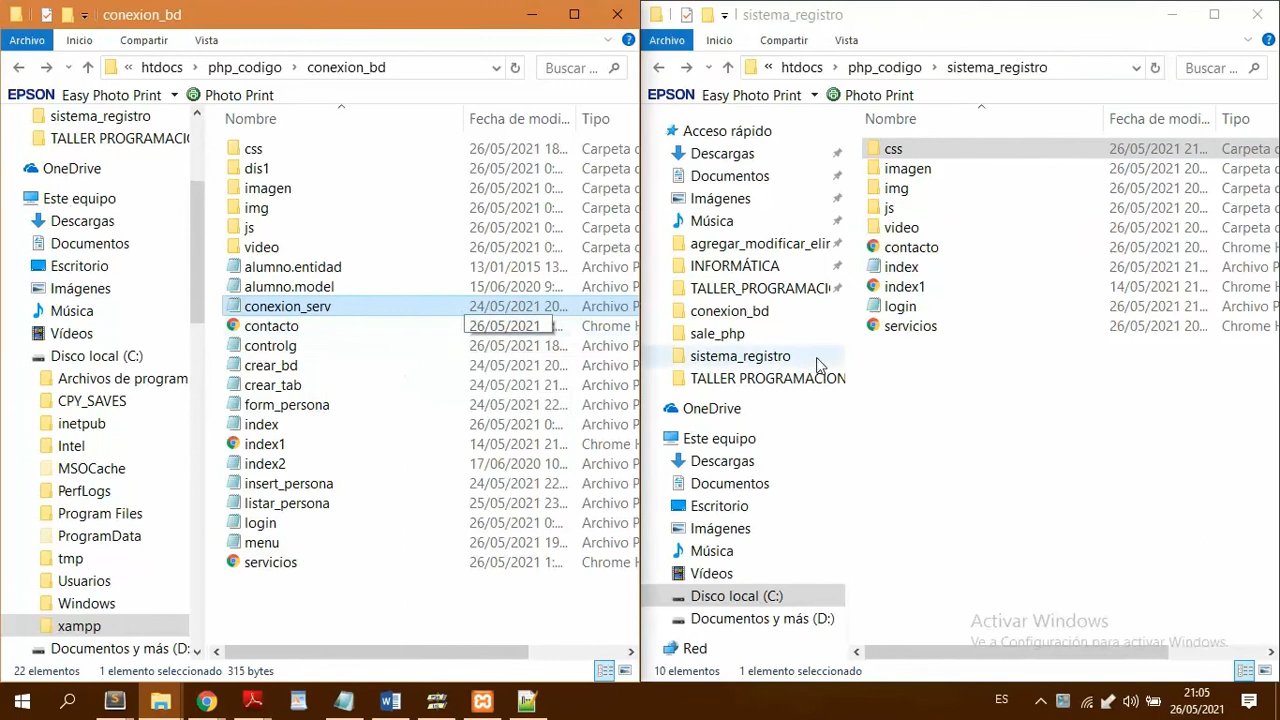 conexion_bd
Archivo Inicio Compartir Vista
htdocs php_codigo conexion_bd Buscar ...
EPSON Easy Photo Print Photo Print
sistema_registro
TALLER PROGRAMACIO
OneDrive
Este equipo
Descargas
Documentos
Escritorio
Imágenes
Música
Vídeos
Disco local (C:)
Archivos de program
CPY_SAVES
inetpub
Intel
MSOCache
PerfLogs
Program Files
ProgramData
tmp
Usuarios
Windows
xampp
Documentos y más (D:
Nombre Fecha de modi... Tipo
css 26/05/2021 18... Carpeta c
dis1 26/05/2021 0:... Carpeta c
imagen 26/05/2021 0:... Carpeta c
img 26/05/2021 0:... Carpeta c
js 26/05/2021 0:... Carpeta c
video 26/05/2021 0:... Carpeta c
alumno.entidad 13/01/2015 13... Archivo P
alumno.model 15/06/2020 9:... Archivo P
conexion_serv 24/05/2021 20... Archivo P
contacto 26/05/2021 Chrome H
controlg 26/05/2021 18... Archivo P
crear_bd 24/05/2021 20... Archivo P
crear_tab 24/05/2021 21... Archivo P
form_persona 24/05/2021 22... Archivo P
index 26/05/2021 0:... Archivo P
index1 14/05/2021 21... Chrome H
index2 17/06/2020 10... Archivo P
insert_persona 24/05/2021 22... Archivo P
listar_persona 25/05/2021 23... Archivo P
login 26/05/2021 0:... Archivo P
menu 26/05/2021 19... Archivo P
servicios 26/05/2021 1:... Chrome H
22 elementos 1 elemento seleccionado 315 bytes
sistema_registro
Archivo Inicio Compartir Vista
htdocs php_codigo sistema_registro Buscar ...
EPSON Easy Photo Print Photo Print
Acceso rápido
Descargas
Documentos
Imágenes
Música
agregar_modificar_elir
INFORMÁTICA
TALLER_PROGRAMACI
conexion_bd
sale_php
sistema_registro
TALLER PROGRAMACION
OneDrive
Este equipo
Descargas
Documentos
Escritorio
Imágenes
Música
Vídeos
Disco local (C:)
Documentos y más (D:)
Red
Nombre Fecha de modi... Tipo
css 26/05/2021 21... Carpeta c
imagen 26/05/2021 20... Carpeta c
img 26/05/2021 20... Carpeta c
js 26/05/2021 20... Carpeta c
video 26/05/2021 20... Carpeta c
contacto 26/05/2021 20... Chrome H
index 26/05/2021 21... Archivo P
index1 14/05/2021 21... Chrome H
login 26/05/2021 21... Archivo P
servicios 26/05/2021 20... Chrome H
Activar Windows
Ve a Configuración para activar Windows.
10 elementos 1 elemento seleccionado
ES
21:05
26/05/2021